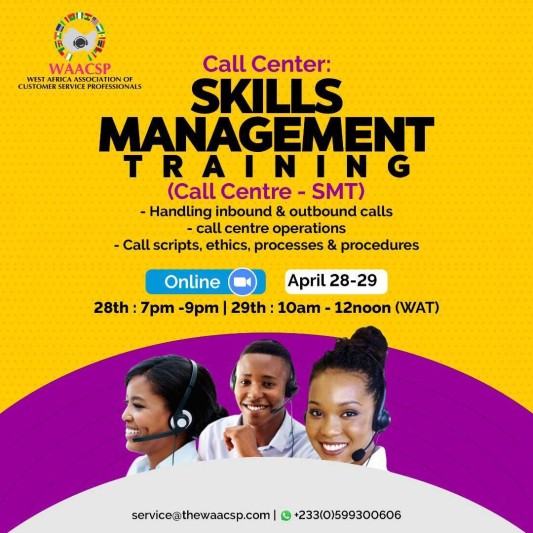 WAACSP
WEST AFRICA ASSOCIATION OF
CUSTOMER SERVICE PROFESSIONALS
Call Center:
SKILLS
MANAGEMENT
TRAINING
(Call Centre - SMT)
- Handling inbound & outbound calls
- call centre operations
- Call scripts, ethics, processes & procedures
Online
April 28-29
28th : 7pm -9pm | 29th : 10am - 12noon (WAT)
service@thewaacsp.com | +233(0)599300606